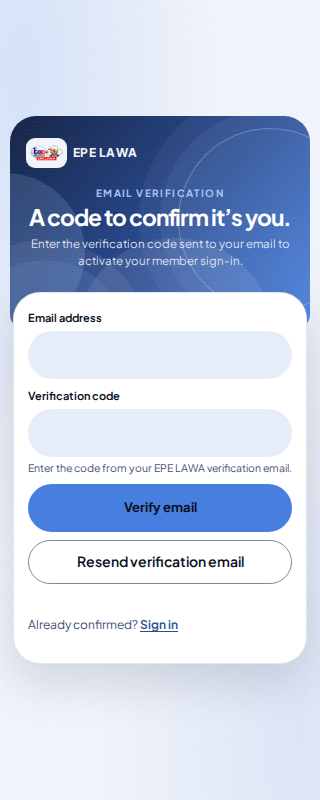 EPE LAWA
EMAIL VERIFICATION
A code to confirm it’s you.
Enter the verification code sent to your email to
activate your member sign-in.
Email address
Verification code
Enter the code from your EPE LAWA verification email.
Verify email
Resend verification email
Already confirmed? Sign in